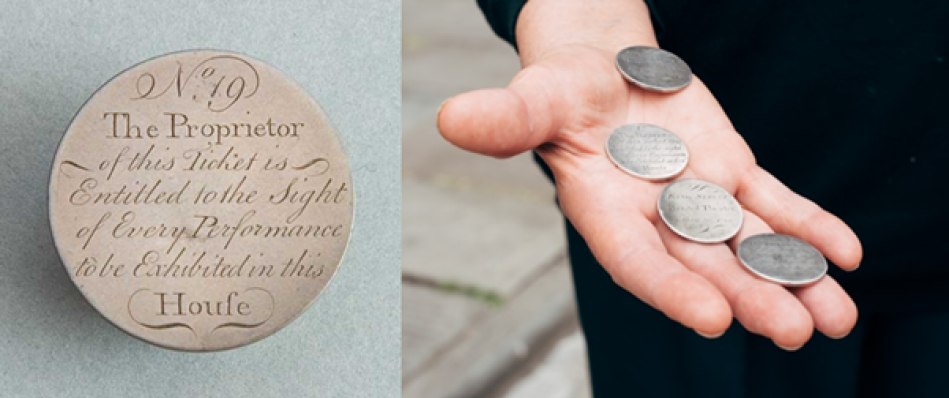 Nº. 19
The Proprietor
of this Ticket is
Entitled to the Sight
of Every Performance
to be Exhibited in this
Houſe